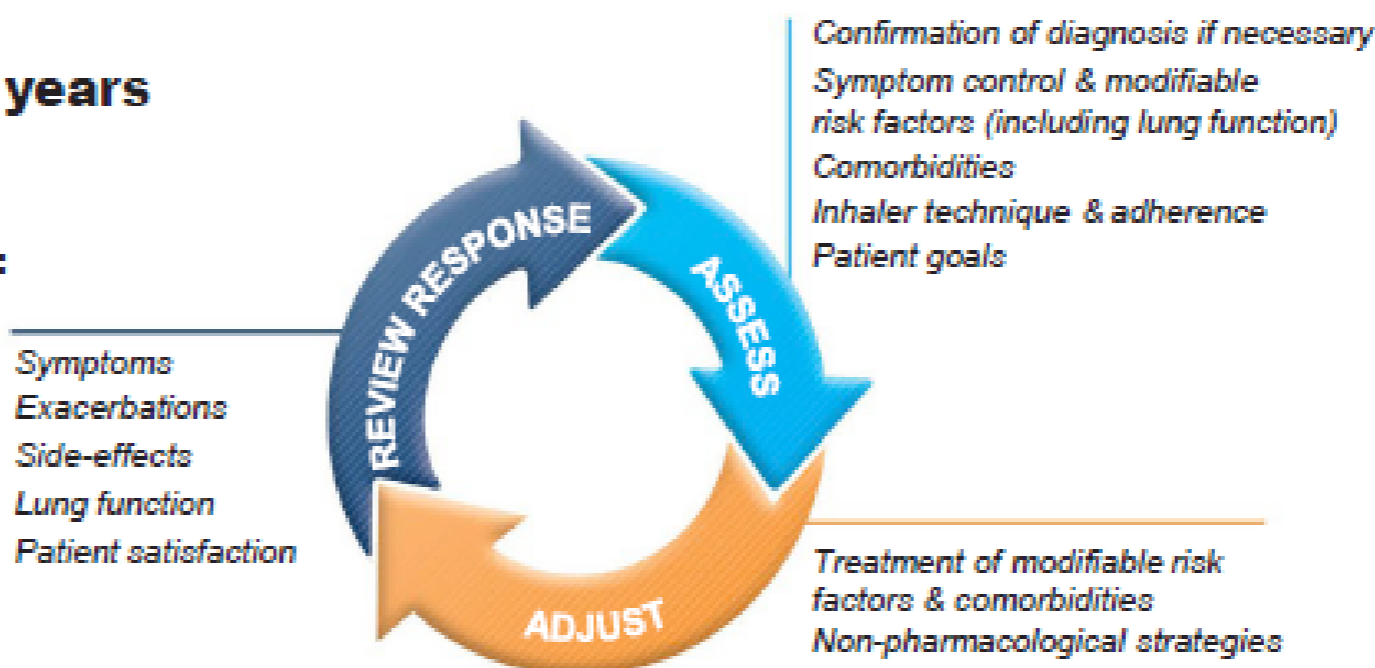 years
:
Confirmation of diagnosis if necessary
Symptom control & modifiable
risk factors (including lung function)
Comorbidities
Inhaler technique & adherence
Patient goals
REVIEW RESPONSE
ASSESS
ADJUST
Symptoms
Exacerbations
Side-effects
Lung function
Patient satisfaction
Treatment of modifiable risk
factors & comorbidities
Non-pharmacological strategies